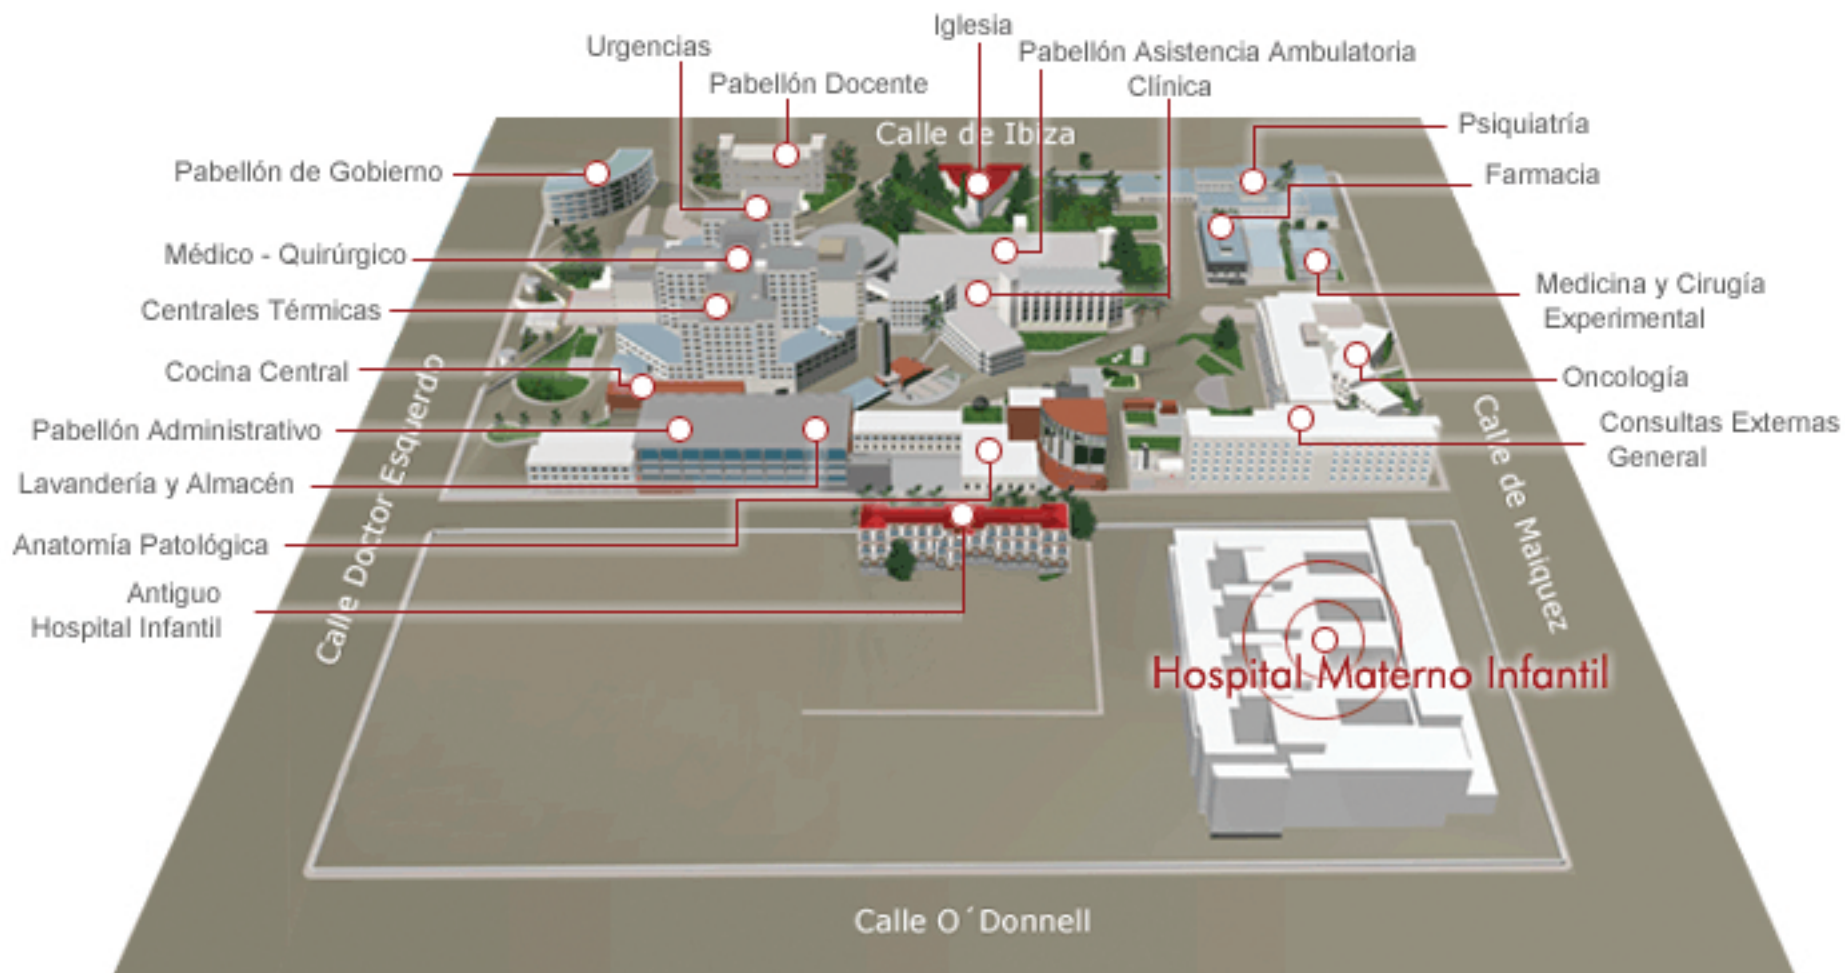 Iglesia
Urgencias
Pabellón Asistencia Ambulatoria
Pabellón Docente
Clínica
Calle de Ibiza
Psiquiatría
Pabellón de Gobierno
Farmacia
Médico - Quirúrgico
Medicina y Cirugía
Experimental
Centrales Térmicas
Cocina Central
Oncología
Pabellón Administrativo
Consultas Externas
General
Lavandería y Almacén
Calle Doctor Esquerdo
Calle de Maiquez
Anatomía Patológica
Antiguo
Hospital Infantil
Hospital Materno Infantil
Calle O´Donnell